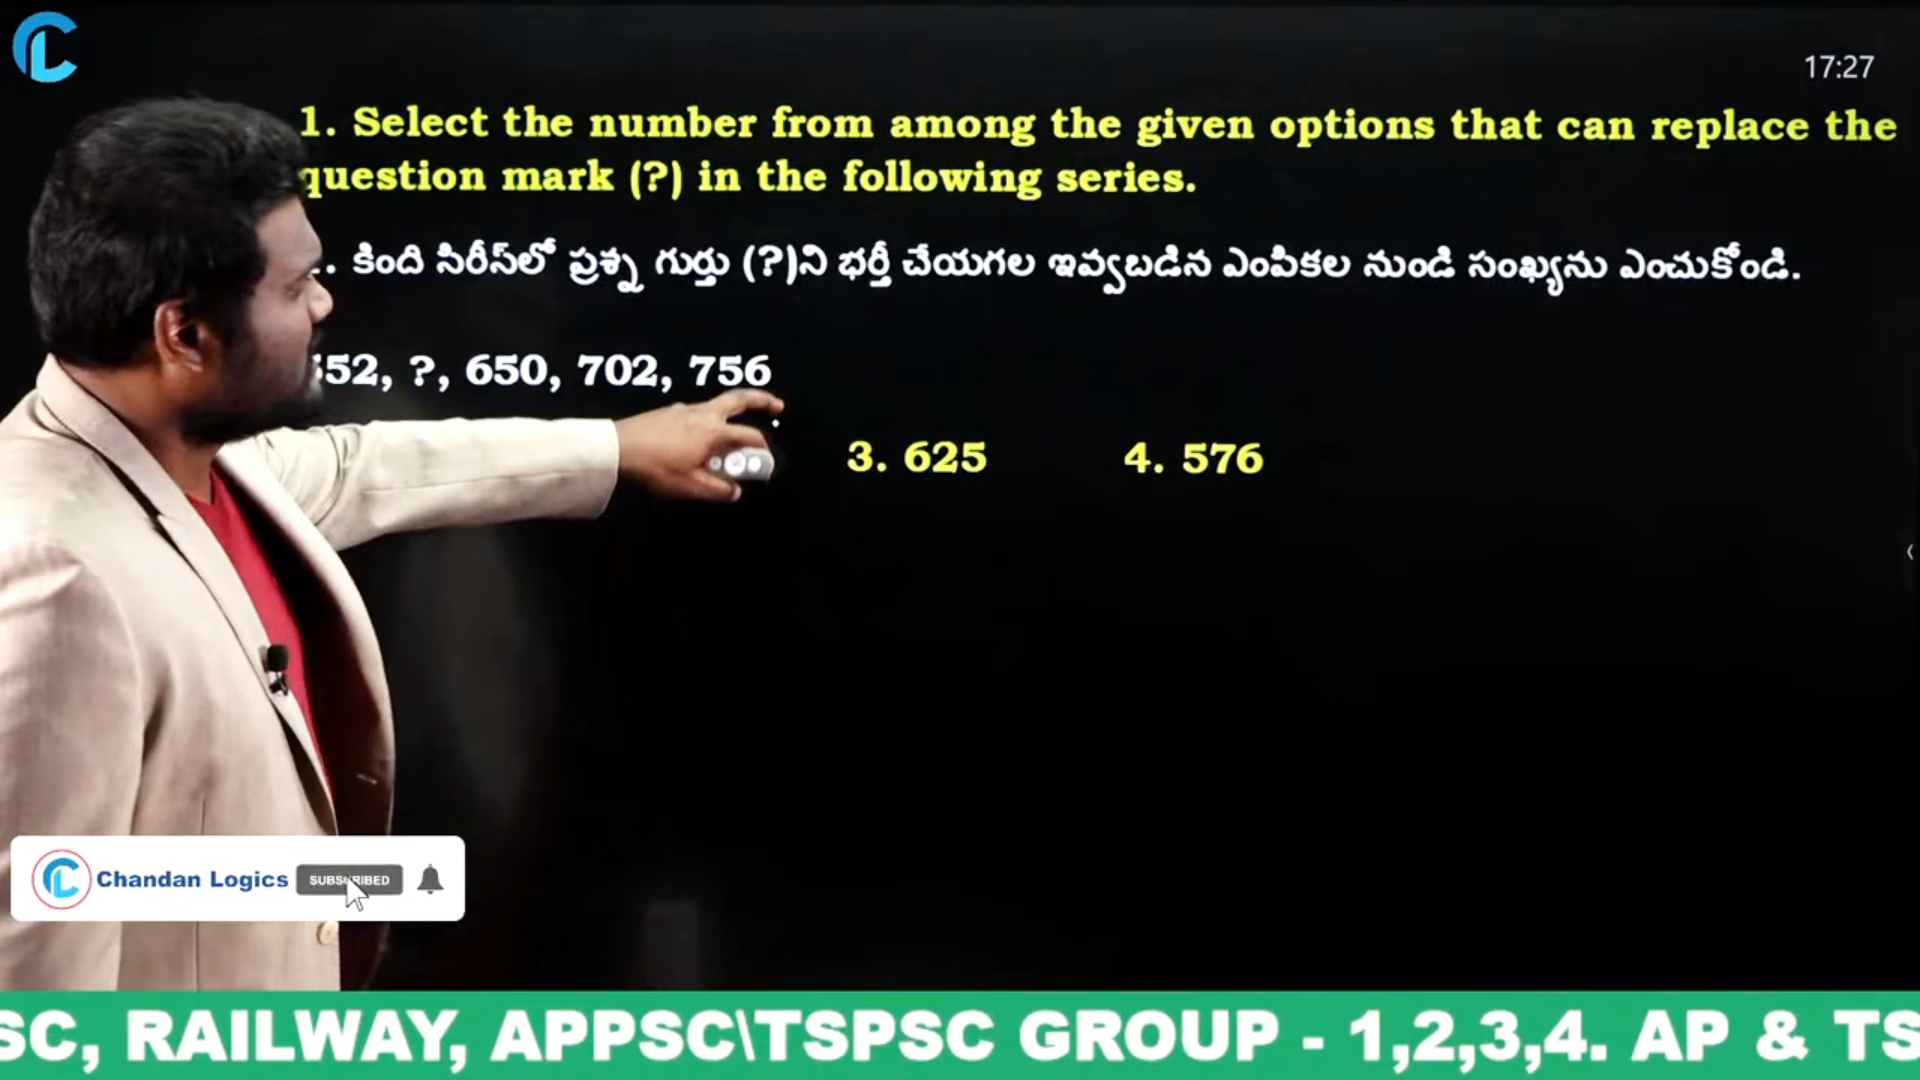 17:27
1. Select the number from among the given options that can replace the
question mark (?) in the following series.
కింది సిరీస్‌లో ప్రశ్న గుర్తు (?)ని భర్తీ చేయగల ఇవ్వబడిన ఎంపికల నుండి సంఖ్యను ఎంచుకోండి.
52, ?, 650, 702, 756
3. 625 4. 576
Chandan Logics SUBSCRIBED
SC, RAILWAY, APPSC\TSPSC GROUP - 1,2,3,4. AP & TS